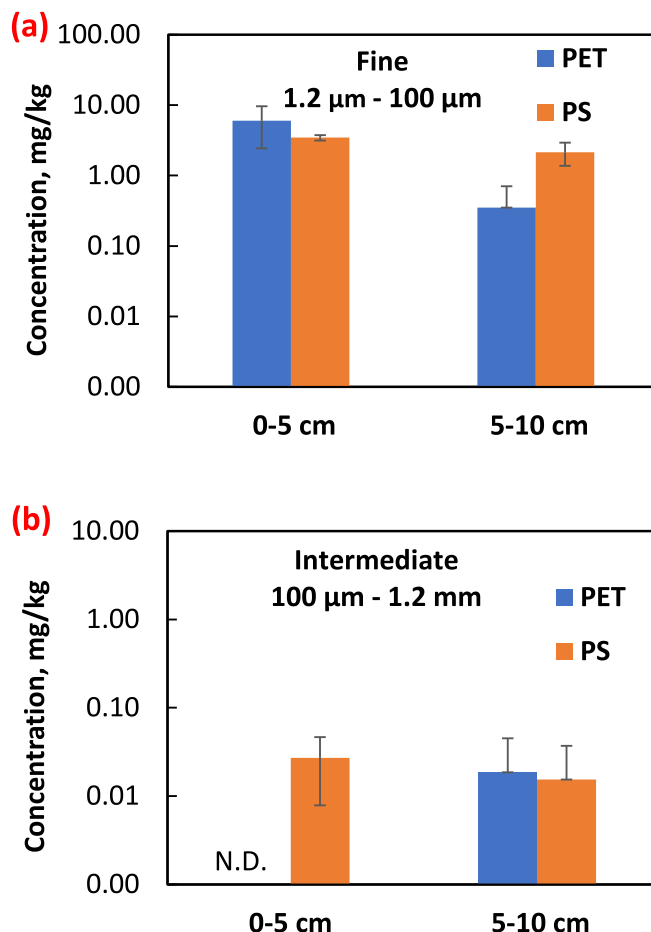 (a)
100.00
10.00
1.00
0.10
0.01
0.00
Concentration, mg/kg
Fine
1.2 µm - 100 µm
PET
PS
0-5 cm
5-10 cm
(b)
10.00
1.00
0.10
0.01
0.00
Concentration, mg/kg
Intermediate
100 µm - 1.2 mm
PET
PS
N.D.
0-5 cm
5-10 cm